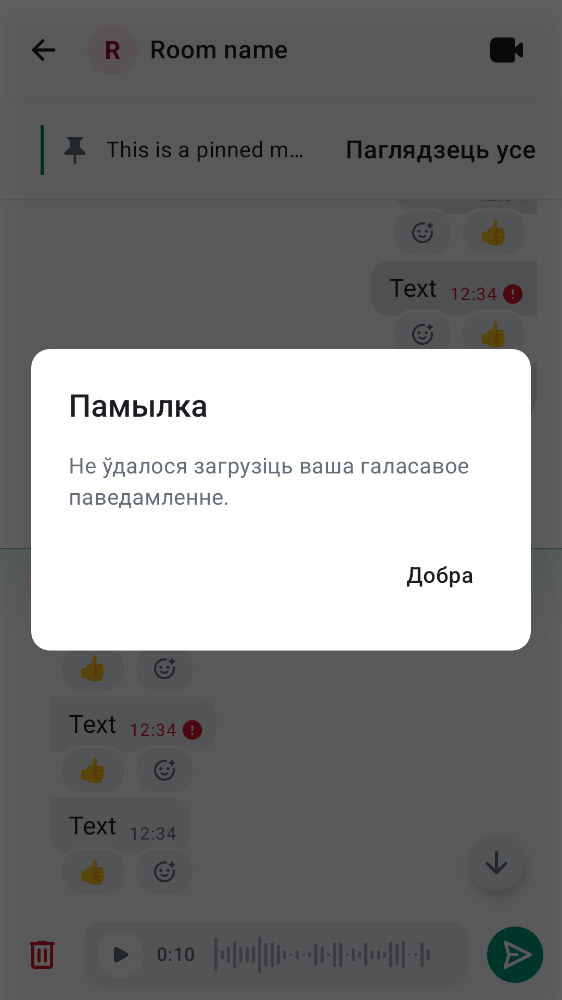 R Room name
This is a pinned m… Паглядзець усе
Text 12:34
Памылка
Не ўдалося загрузіць ваша галасавое
паведамленне.
Добра
Text 12:34
Text 12:34
0:10